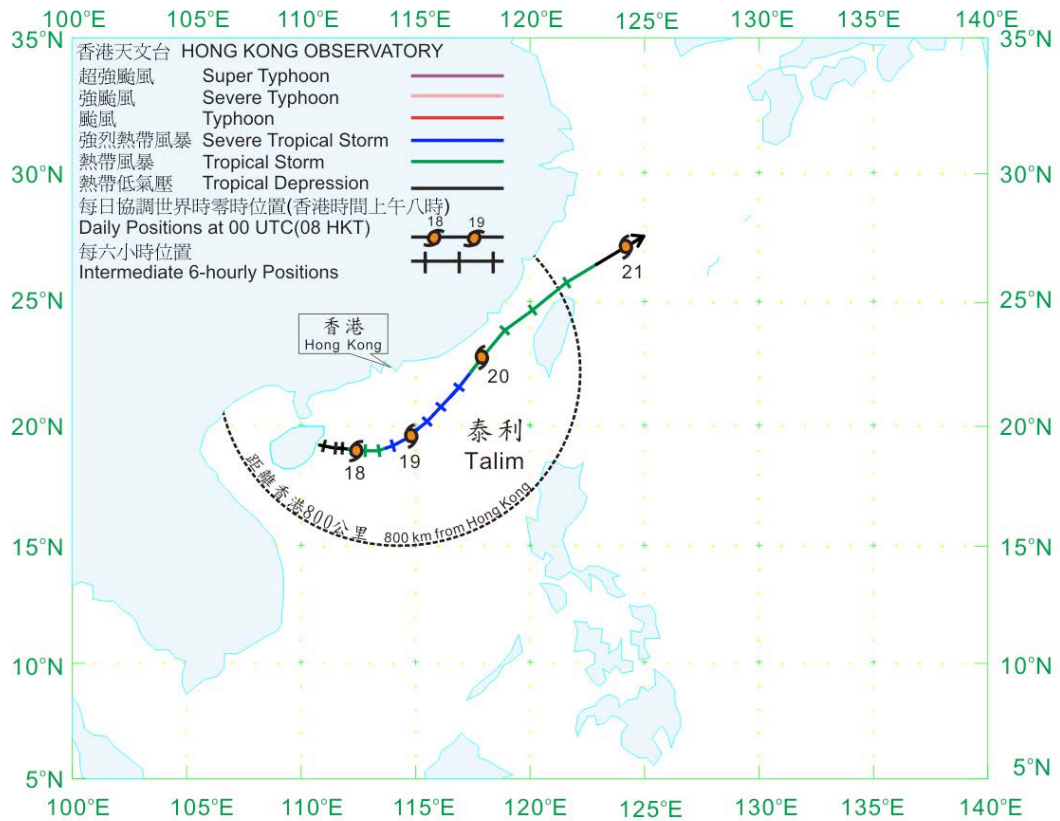 100°E 105°E 110°E 115°E 120°E 125°E 130°E 135°E 140°E
35°N 35°N
香港天文台 HONG KONG OBSERVATORY
超強颱風 Super Typhoon
強颱風 Severe Typhoon
颱風 Typhoon
強烈熱帶風暴 Severe Tropical Storm
熱帶風暴 Tropical Storm
熱帶低氣壓 Tropical Depression
每日協調世界時零時位置(香港時間上午八時)
Daily Positions at 00 UTC(08 HKT) 18 19
每六小時位置
Intermediate 6-hourly Positions
30°N 30°N
21
25°N 25°N
香港
Hong Kong
20
20°N 20°N
泰利
Talim
18 19
距離香港800公里 800 km from Hong Kong
15°N 15°N
10°N 10°N
5°N 5°N
100°E 105°E 110°E 115°E 120°E 125°E 130°E 135°E 140°E